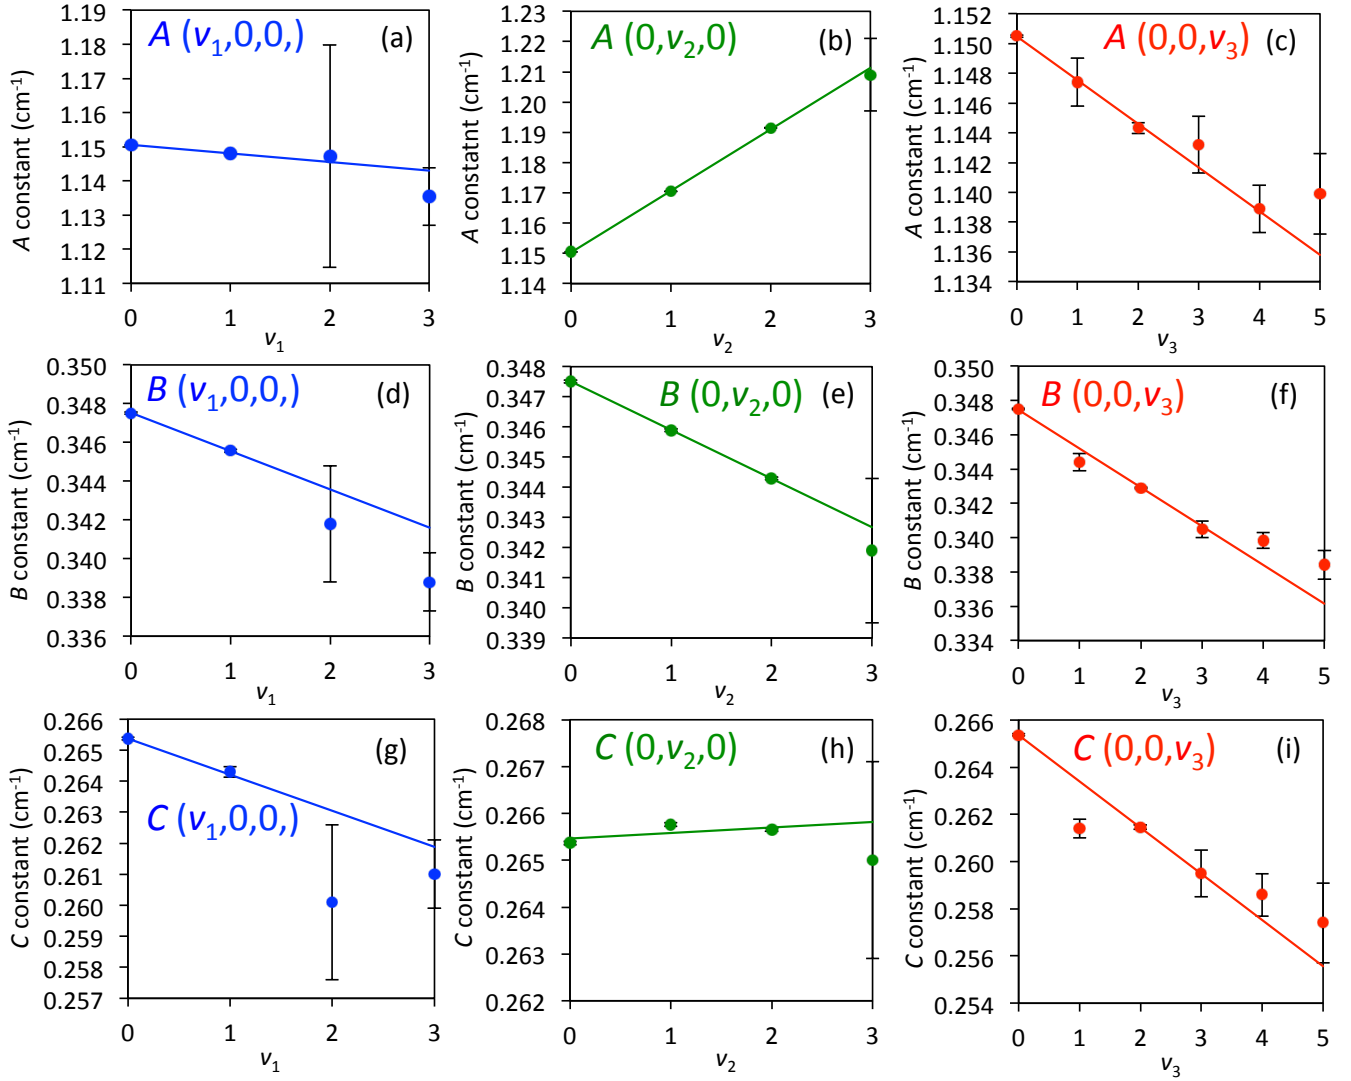 A (v1,0,0,) (a)
A constant (cm-1)
1.19
1.18
1.17
1.16
1.15
1.14
1.13
1.12
1.11
0 1 2 3
v1
A (0,v2,0) (b)
A constatnt (cm-1)
1.23
1.22
1.21
1.20
1.19
1.18
1.17
1.16
1.15
1.14
0 1 2 3
v2
A (0,0,v3) (c)
A constant (cm-1)
1.152
1.150
1.148
1.146
1.144
1.142
1.140
1.138
1.136
1.134
0 1 2 3 4 5
v3
B (v1,0,0,) (d)
B constant (cm-1)
0.350
0.348
0.346
0.344
0.342
0.340
0.338
0.336
0 1 2 3
v1
B (0,v2,0) (e)
B constant (cm-1)
0.348
0.347
0.346
0.345
0.344
0.343
0.342
0.341
0.340
0.339
0 1 2 3
v2
B (0,0,v3) (f)
B constant (cm-1)
0.350
0.348
0.346
0.344
0.342
0.340
0.338
0.336
0.334
0 1 2 3 4 5
v3
(g)
C (v1,0,0,)
C constant (cm-1)
0.266
0.265
0.264
0.263
0.262
0.261
0.260
0.259
0.258
0.257
0 1 2 3
v1
C (0,v2,0) (h)
C constant (cm-1)
0.268
0.267
0.266
0.265
0.264
0.263
0.262
0 1 2 3
v2
C (0,0,v3) (i)
C constant (cm-1)
0.266
0.264
0.262
0.260
0.258
0.256
0.254
0 1 2 3 4 5
v3